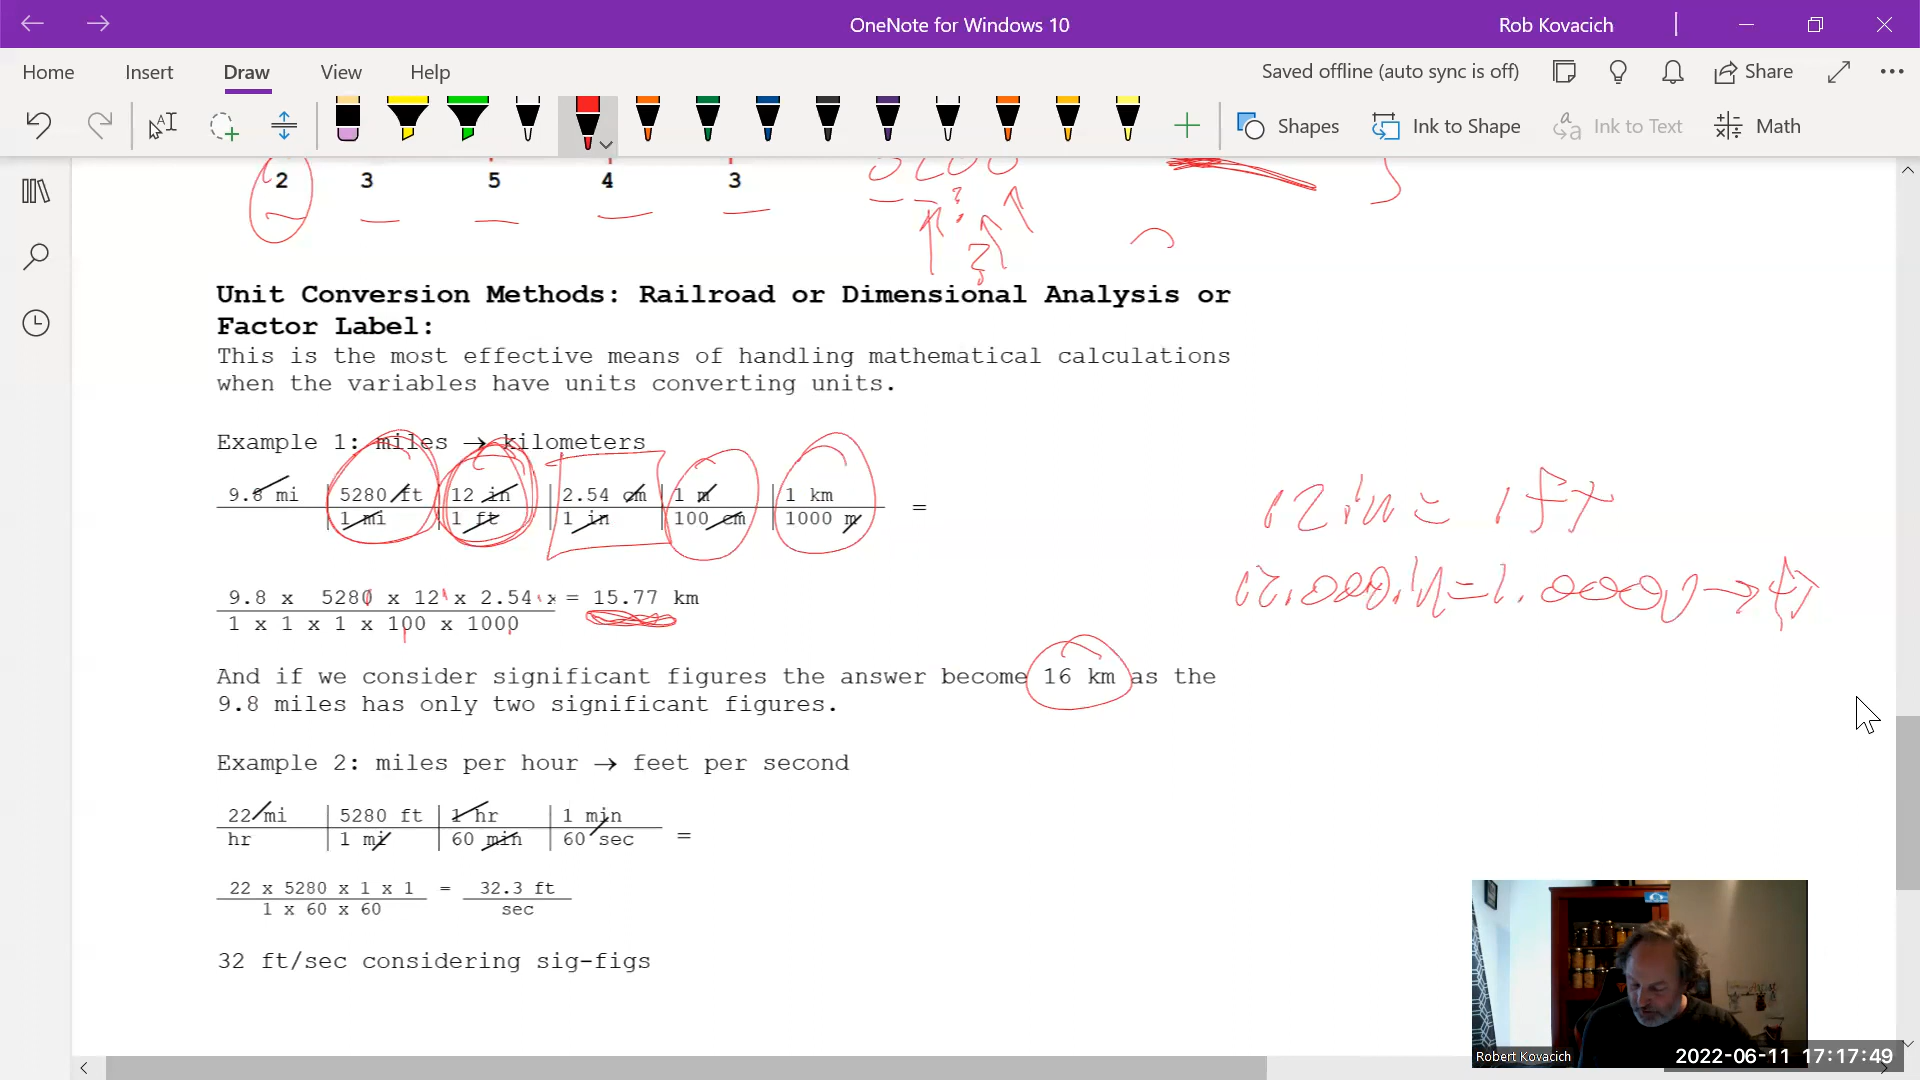 OneNote for Windows 10
Rob Kovacich
Home Insert Draw View Help
Saved offline (auto sync is off)
Share
Shapes
Ink to Shape
Ink to Text
Math
2 3 5 4 3
Unit Conversion Methods: Railroad or Dimensional Analysis or
Factor Label:
This is the most effective means of handling mathematical calculations
when the variables have units converting units.
Example 1: miles → kilometers
9.8 mi | 5280 ft | 12 in | 2.54 cm | 1 m | 1 km
| 1 mi | 1 ft | 1 in | 100 cm | 1000 m =
9.8 x 5280 x 12 x 2.54 x = 15.77 km
1 x 1 x 1 x 100 x 1000
And if we consider significant figures the answer become 16 km as the
9.8 miles has only two significant figures.
Example 2: miles per hour → feet per second
22 mi | 5280 ft | 1 hr | 1 min
hr | 1 mi | 60 min | 60 sec =
22 x 5280 x 1 x 1 = 32.3 ft
1 x 60 x 60 sec
32 ft/sec considering sig-figs
12 in = 1 ft
12.000.in=1.0000→ft
Robert Kovacich
2022-06-11 17:17:49